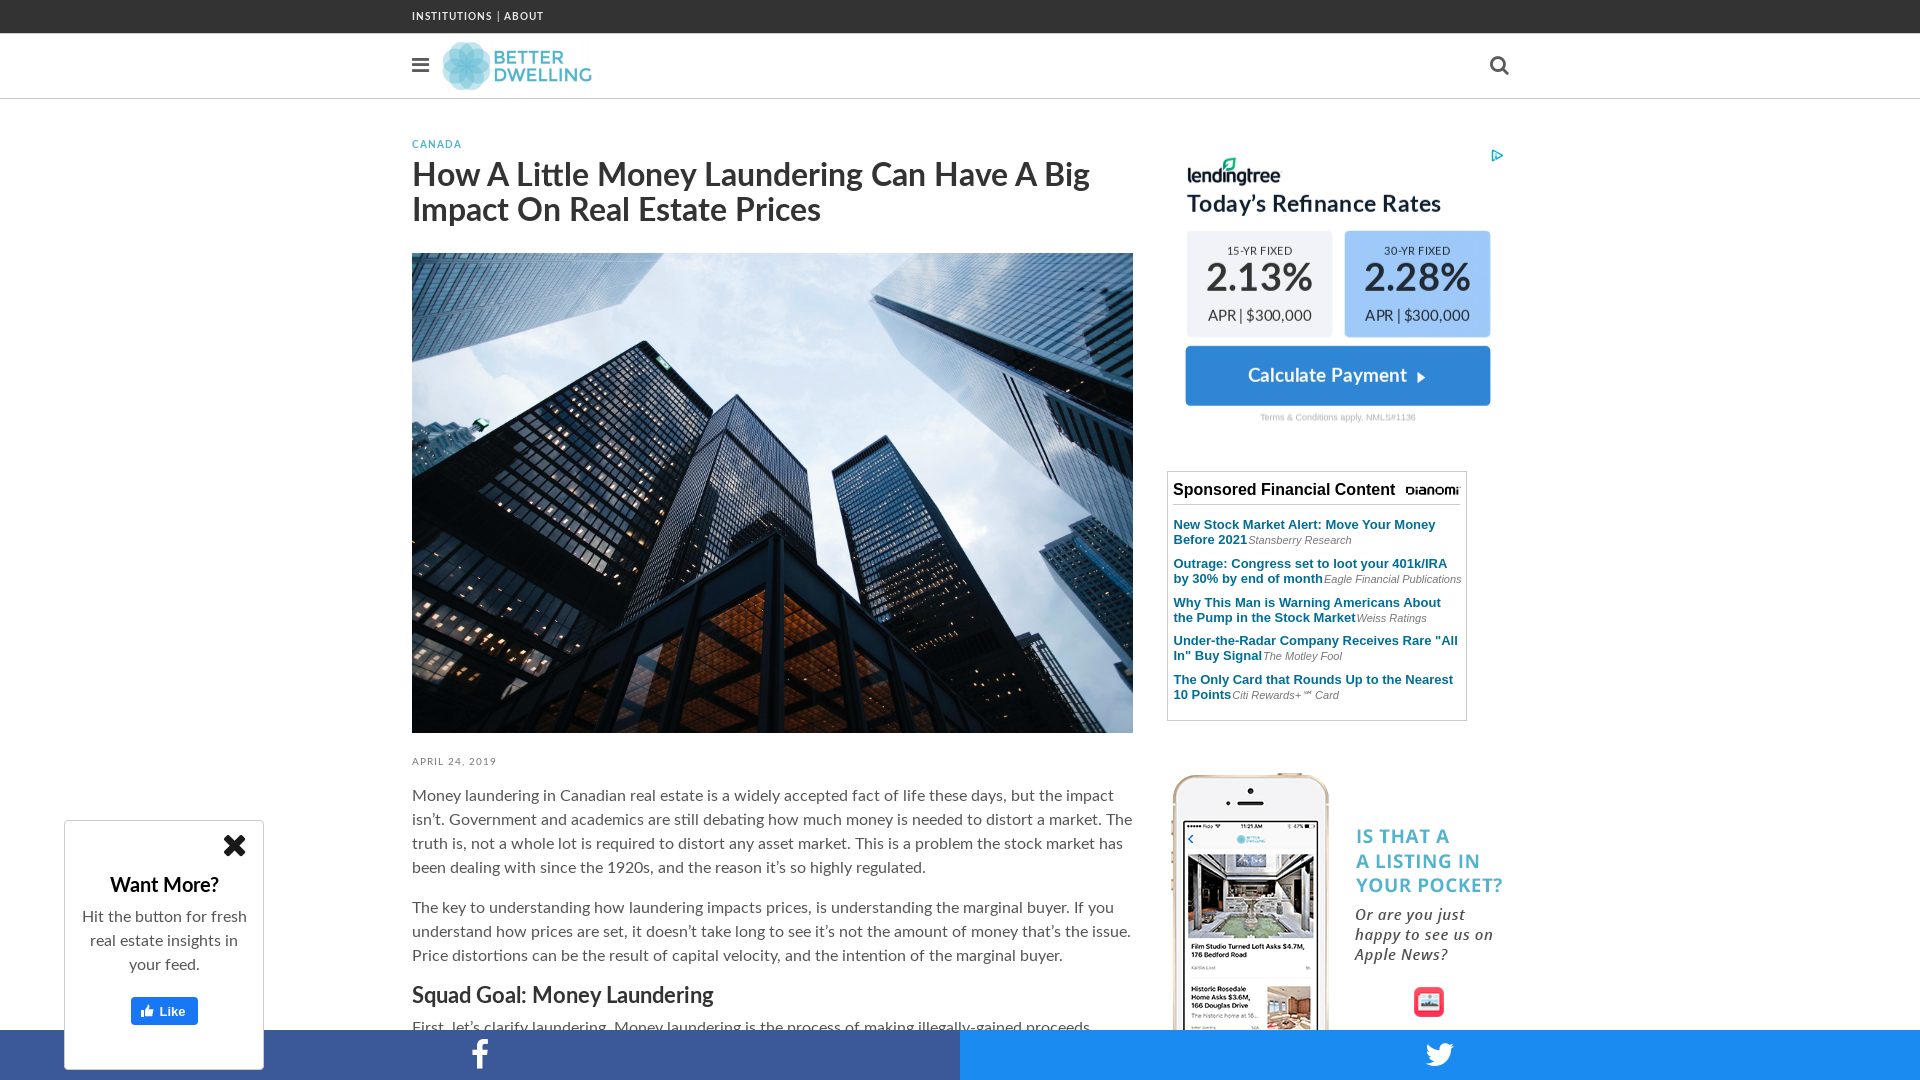 INSTITUTIONS | ABOUT
BETTER
DWELLING
CANADA
How A Little Money Laundering Can Have A Big
Impact On Real Estate Prices
APRIL 24, 2019
Money laundering in Canadian real estate is a widely accepted fact of life these days, but the impact
isn’t. Government and academics are still debating how much money is needed to distort a market. The
truth is, not a whole lot is required to distort any asset market. This is a problem the stock market has
been dealing with since the 1920s, and the reason it’s so highly regulated.
The key to understanding how laundering impacts prices, is understanding the marginal buyer. If you
understand how prices are set, it doesn’t take long to see it’s not the amount of money that’s the issue.
Price distortions can be the result of capital velocity, and the intention of the marginal buyer.
Squad Goal: Money Laundering
First, let’s clarify laundering. Money laundering is the process of making illegally-gained proceeds
lendingtree
Today’s Refinance Rates
15-YR FIXED
2.13%
APR | $300,000
30-YR FIXED
2.28%
APR | $300,000
Calculate Payment
Terms & Conditions apply. NMLS#1136
Sponsored Financial Content
dianomi
New Stock Market Alert: Move Your Money
Before 2021 Stansberry Research
Outrage: Congress set to loot your 401k/IRA
by 30% by end of month Eagle Financial Publications
Why This Man is Warning Americans About
the Pump in the Stock Market Weiss Ratings
Under-the-Radar Company Receives Rare "All
In" Buy Signal The Motley Fool
The Only Card that Rounds Up to the Nearest
10 Points Citi Rewards+℠ Card
11:21 AM
47%
Film Studio Turned Loft Asks $4.7M,
176 Bedford Road
Historic Rosedale
Home Asks $3.6M,
166 Douglas Drive
The historic home at 16...
IS THAT A
A LISTING IN
YOUR POCKET?
Or are you just
happy to see us on
Apple News?
Want More?
Hit the button for fresh
real estate insights in
your feed.
Like